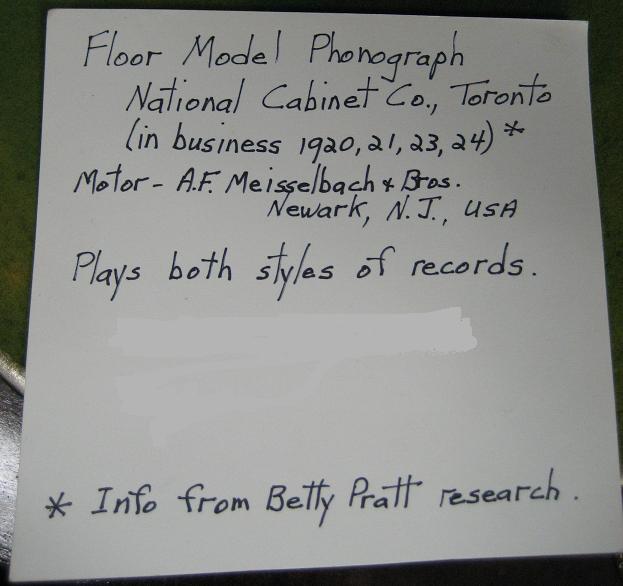 Floor Model Phonograph
National Cabinet Co., Toronto
(in business 1920, 21, 23, 24) *
Motor - A.F. Meisselbach & Bros.
Newark, N.J., USA
Plays both styles of records.
* Info from Betty Pratt research.